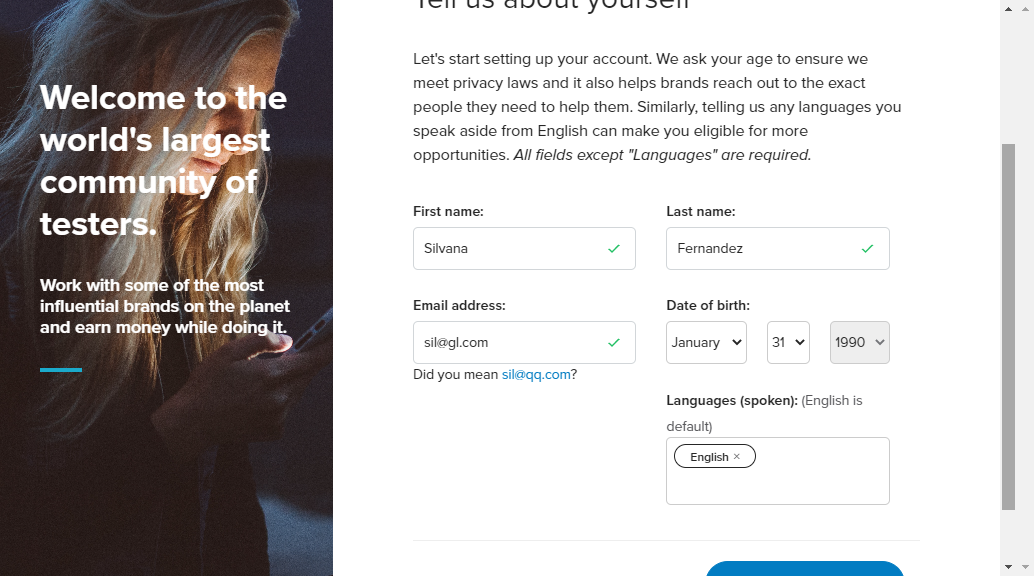 Tell us about yourself
Welcome to the
world's largest
community of
testers.
Work with some of the most
influential brands on the planet
and earn money while doing it.
Let's start setting up your account. We ask your age to ensure we
meet privacy laws and it also helps brands reach out to the exact
people they need to help them. Similarly, telling us any languages you
speak aside from English can make you eligible for more
opportunities. All fields except "Languages" are required.
First name:
Last name:
Silvana
Fernandez
Email address:
Date of birth:
sil@gl.com
January
31
1990
Did you mean sil@qq.com?
Languages (spoken): (English is
default)
English ×